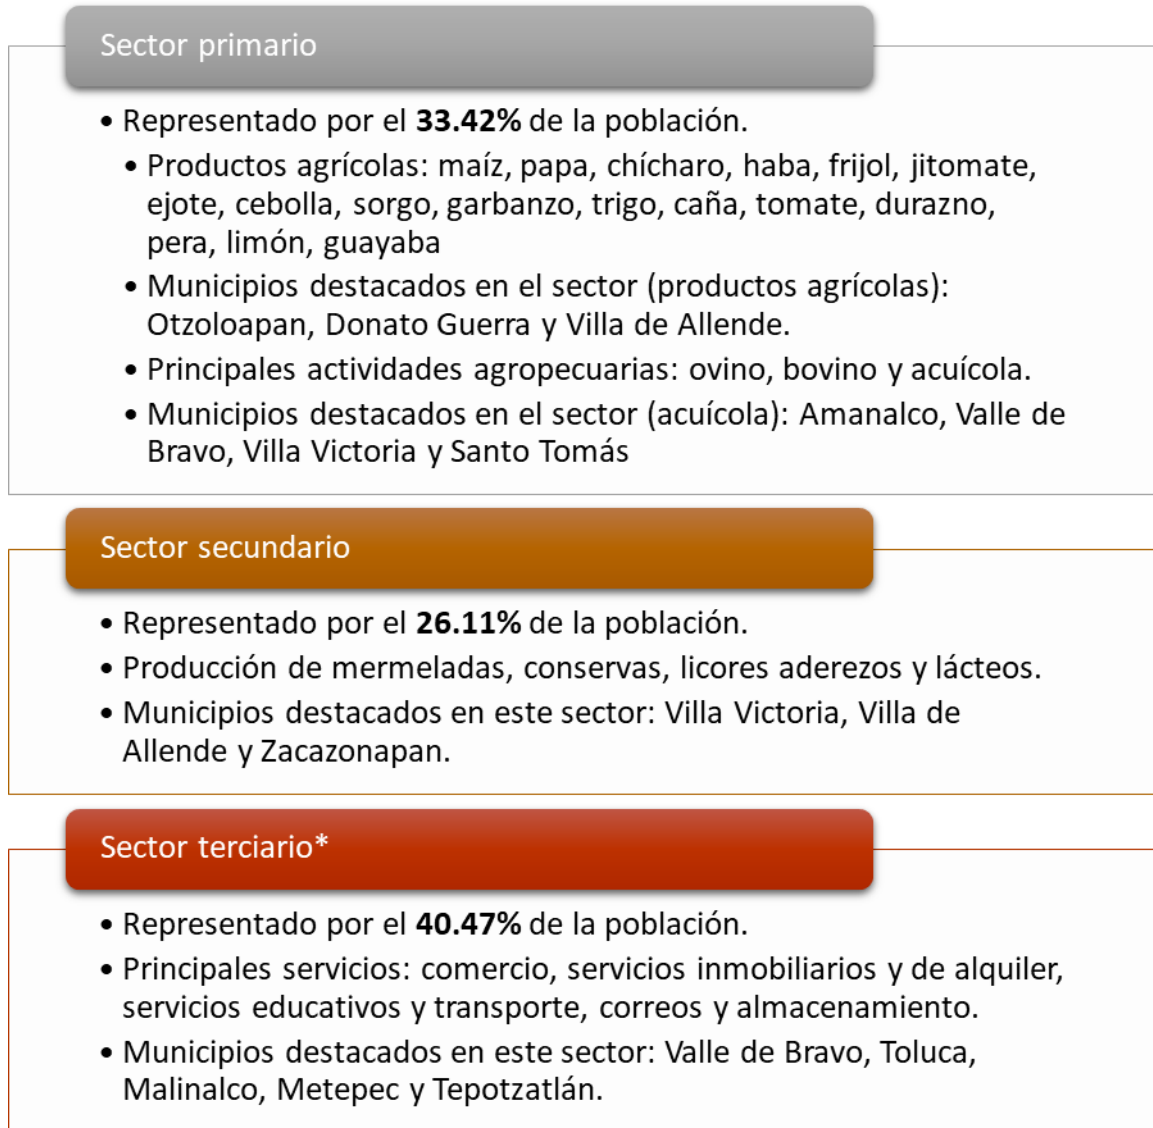 Sector primario
• Representado por el 33.42% de la población.
• Productos agrícolas: maíz, papa, chícharo, haba, frijol, jitomate,
ejote, cebolla, sorgo, garbanzo, trigo, caña, tomate, durazno,
pera, limón, guayaba
• Municipios destacados en el sector (productos agrícolas):
Otzoloapan, Donato Guerra y Villa de Allende.
• Principales actividades agropecuarias: ovino, bovino y acuícola.
• Municipios destacados en el sector (acuícola): Amanalco, Valle de
Bravo, Villa Victoria y Santo Tomás
Sector secundario
• Representado por el 26.11% de la población.
• Producción de mermeladas, conservas, licores aderezos y lácteos.
• Municipios destacados en este sector: Villa Victoria, Villa de
Allende y Zacazonapan.
Sector terciario*
• Representado por el 40.47% de la población.
• Principales servicios: comercio, servicios inmobiliarios y de alquiler,
servicios educativos y transporte, correos y almacenamiento.
• Municipios destacados en este sector: Valle de Bravo, Toluca,
Malinalco, Metepec y Tepotzatlán.